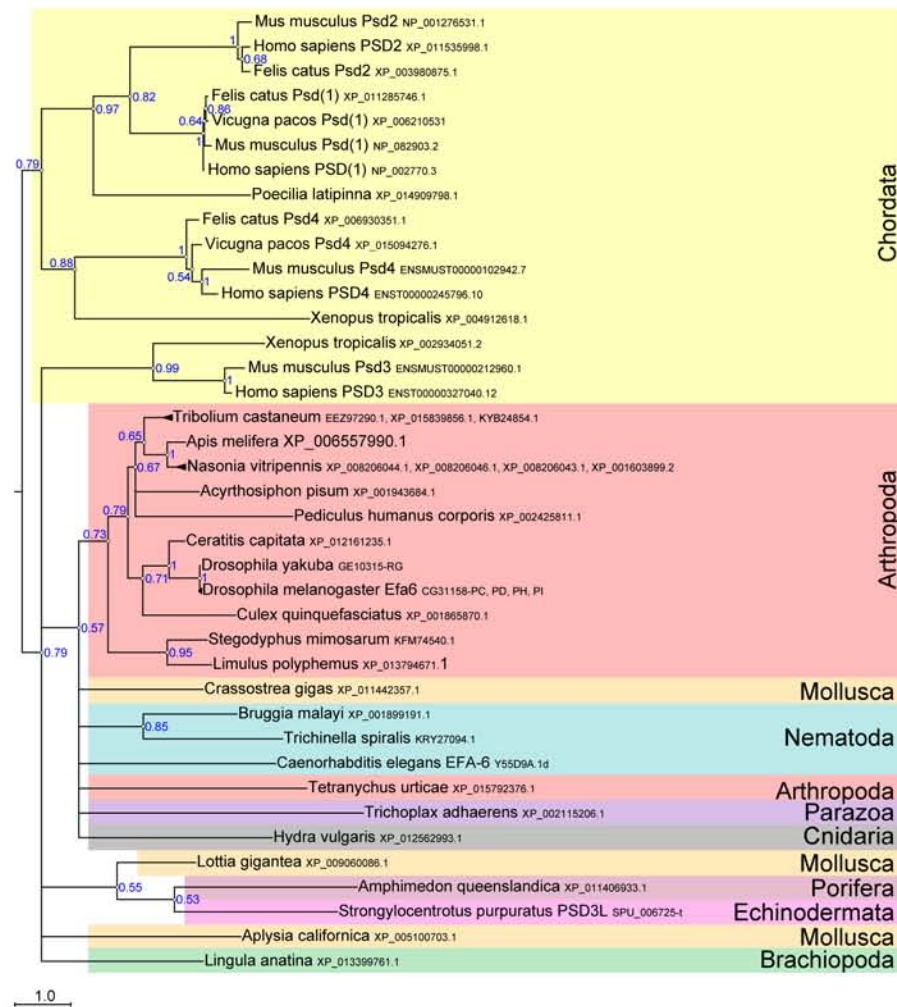 Mus musculus Psd2 NP_001276531.1
1
Homo sapiens PSD2 XP_011535998.1
0.68
Felis catus Psd2 XP_003980875.1
0.82
Felis catus Psd(1) XP_011285746.1
0.97
0.86
0.64
Vicugna pacos Psd(1) XP_006210531
1
Mus musculus Psd(1) NP_082903.2
0.79
Homo sapiens PSD(1) NP_002770.3
Poecilia latipinna XP_014909798.1
Chordata
Felis catus Psd4 XP_006930351.1
1
Vicugna pacos Psd4 XP_015094276.1
0.88
0.54
Mus musculus Psd4 ENSMUST00000102942.7
1
Homo sapiens PSD4 ENST00000245796.10
Xenopus tropicalis XP_004912618.1
Xenopus tropicalis XP_002934051.2
0.99
Mus musculus Psd3 ENSMUST00000212960.1
1
Homo sapiens PSD3 ENST00000327040.12
Tribolium castaneum EEZ97290.1, XP_015839856.1, KYB24854.1
0.65
Apis melifera XP_006557990.1
1
0.67
Nasonia vitripennis XP_008206044.1, XP_008206046.1, XP_008206043.1, XP_001603899.2
Acyrthosiphon pisum XP_001943684.1
0.79
Pediculus humanus corporis XP_002425811.1
Arthropoda
0.73
Ceratitis capitata XP_012161235.1
1
Drosophila yakuba GE10315-RG
0.71
1
Drosophila melanogaster Efa6 CG31158-PC, PD, PH, PI
Culex quinquefasciatus XP_001865870.1
0.57
Stegodyphus mimosarum KFM74540.1
0.79
0.95
Limulus polyphemus XP_013794671.1
Crassostrea gigas XP_011442357.1
Mollusca
Bruggia malayi XP_001899191.1
0.85
Trichinella spiralis KRY27094.1
Nematoda
Caenorhabditis elegans EFA-6 Y55D9A.1d
Tetranychus urticae XP_015792376.1
Arthropoda
Trichoplax adhaerens XP_002115206.1
Parazoa
Hydra vulgaris XP_012562993.1
Cnidaria
Lottia gigantea XP_009060086.1
Mollusca
0.55
Amphimedon queenslandica XP_011406933.1
Porifera
0.53
Strongylocentrotus purpuratus PSD3L SPU_006725-t
Echinodermata
Aplysia californica XP_005100703.1
Mollusca
Lingula anatina XP_013399761.1
Brachiopoda
1.0